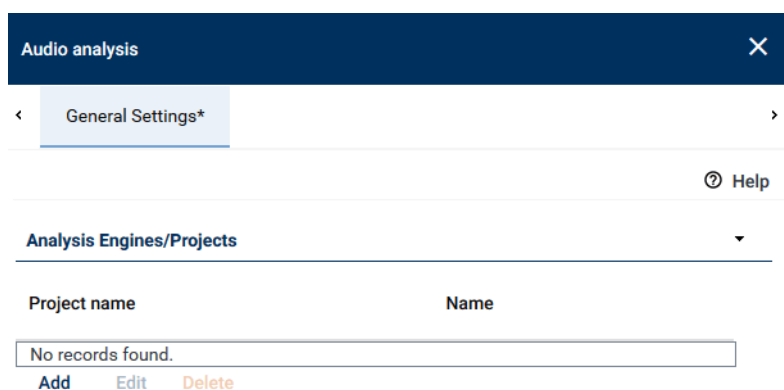 Audio analysis
General Settings*
Help
Analysis Engines/Projects
Project name Name
No records found.
Add Edit Delete